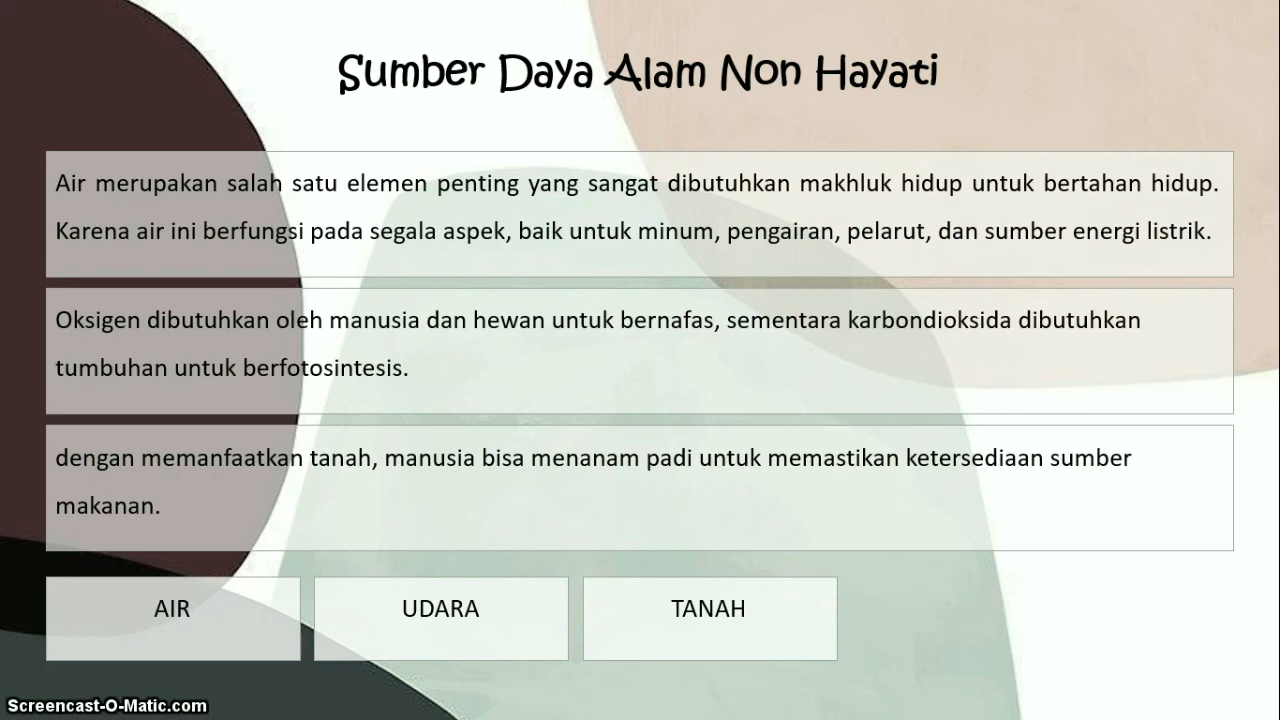 Sumber Daya Alam Non Hayati
Air merupakan salah satu elemen penting yang sangat dibutuhkan makhluk hidup untuk bertahan hidup.
Karena air ini berfungsi pada segala aspek, baik untuk minum, pengairan, pelarut, dan sumber energi listrik.
Oksigen dibutuhkan oleh manusia dan hewan untuk bernafas, sementara karbondioksida dibutuhkan
tumbuhan untuk berfotosintesis.
dengan memanfaatkan tanah, manusia bisa menanam padi untuk memastikan ketersediaan sumber
makanan.
AIR
UDARA
TANAH
Screencast-O-Matic.com